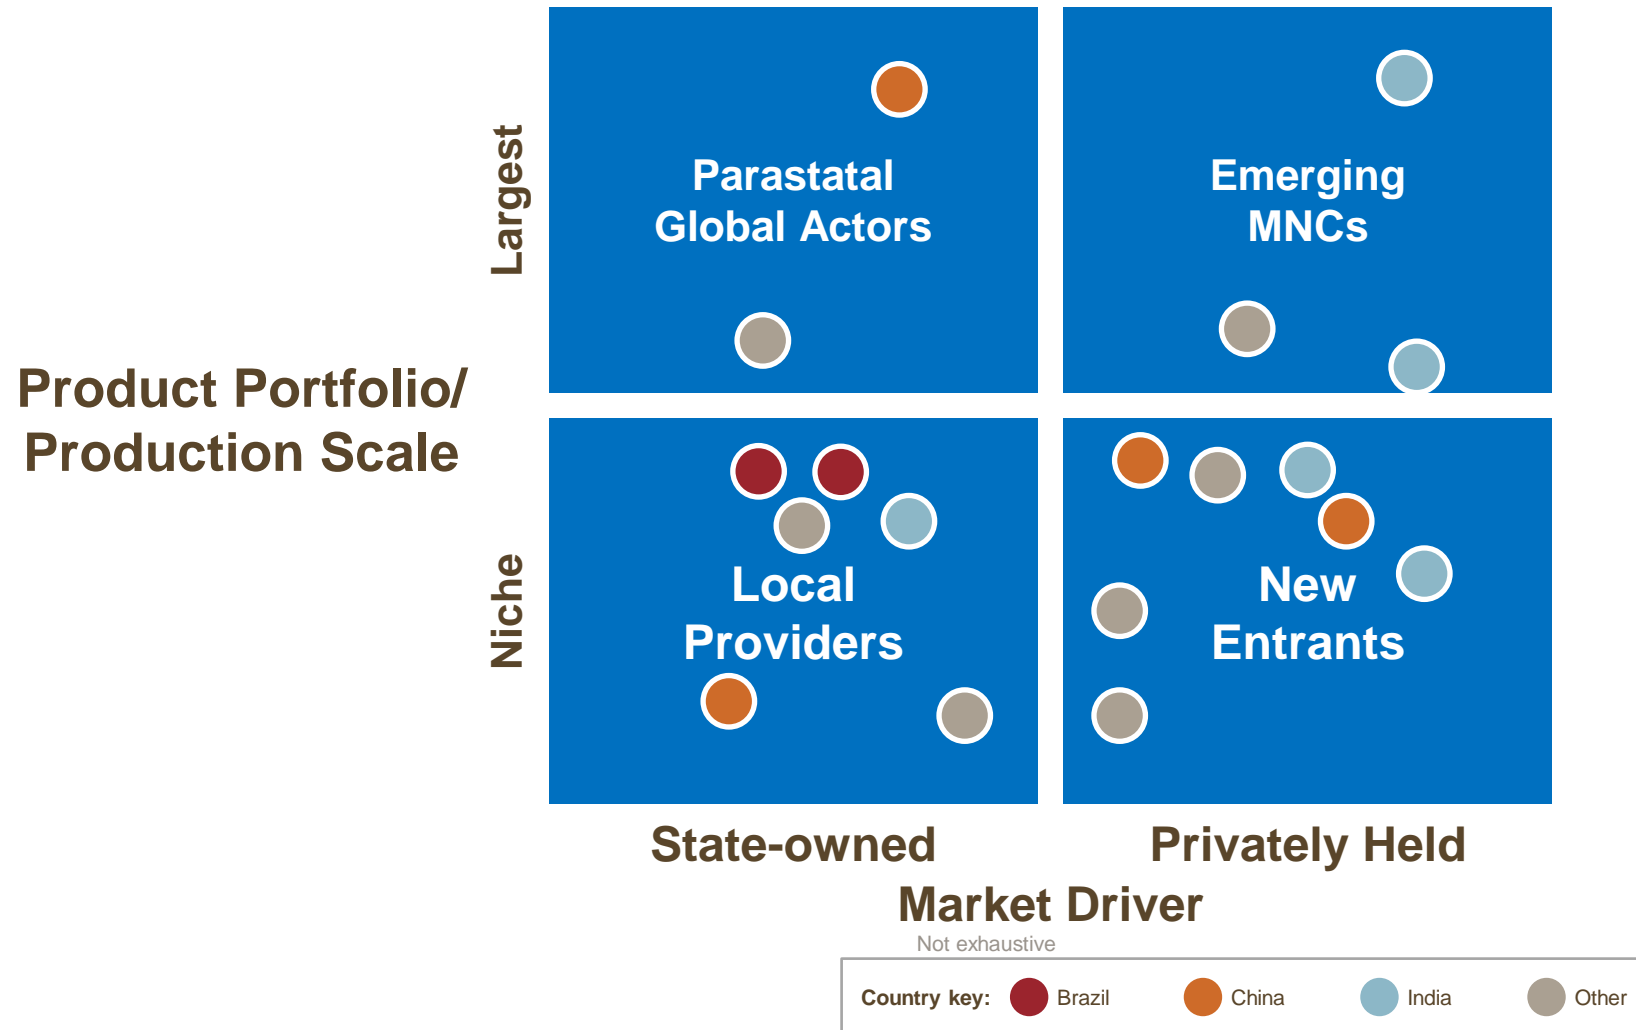 Largest
Parastatal
Global Actors
Emerging
MNCs
Product Portfolio/
Production Scale
Niche
Local
Providers
New
Entrants
State-owned
Privately Held
Market Driver
Not exhaustive
Country key: Brazil China India Other